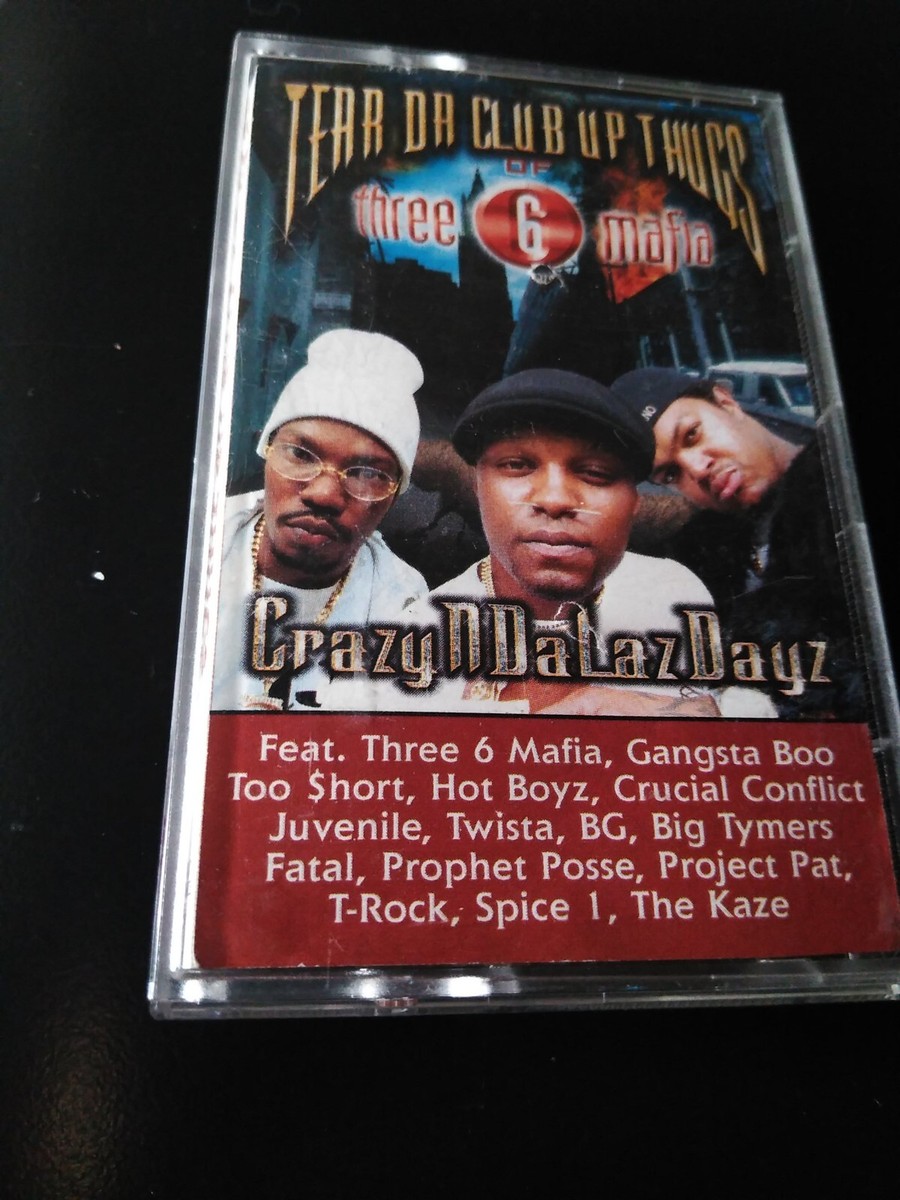 TEAR DA CLUB UP THUGS
OF
three 6 mafia
NO
CrazyNDaLazDayz
Feat. Three 6 Mafia, Gangsta Boo
Too $hort, Hot Boyz, Crucial Conflict
Juvenile, Twista, BG, Big Tymers
Fatal, Prophet Posse, Project Pat,
T-Rock, Spice 1, The Kaze